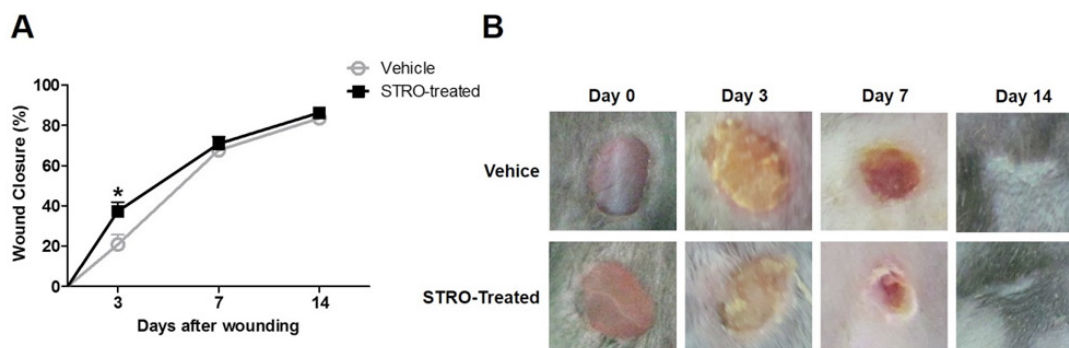 A
Vehicle
STRO-treated
100
80
60
40
20
0
Wound Closure (%)
*
3 7 14
Days after wounding
B
Day 0 Day 3 Day 7 Day 14
Vehice
STRO-Treated